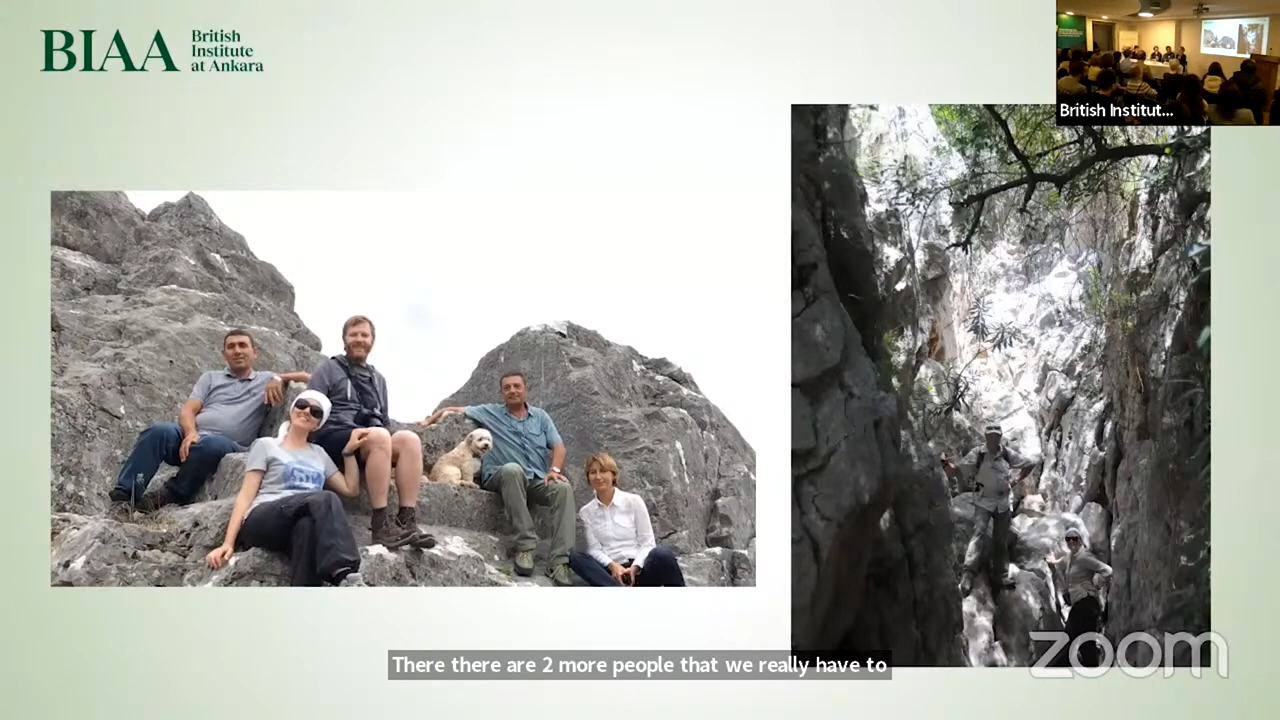 BIAA
British
Institute
at Ankara
British Institut...
There there are 2 more people that we really have to
zoom